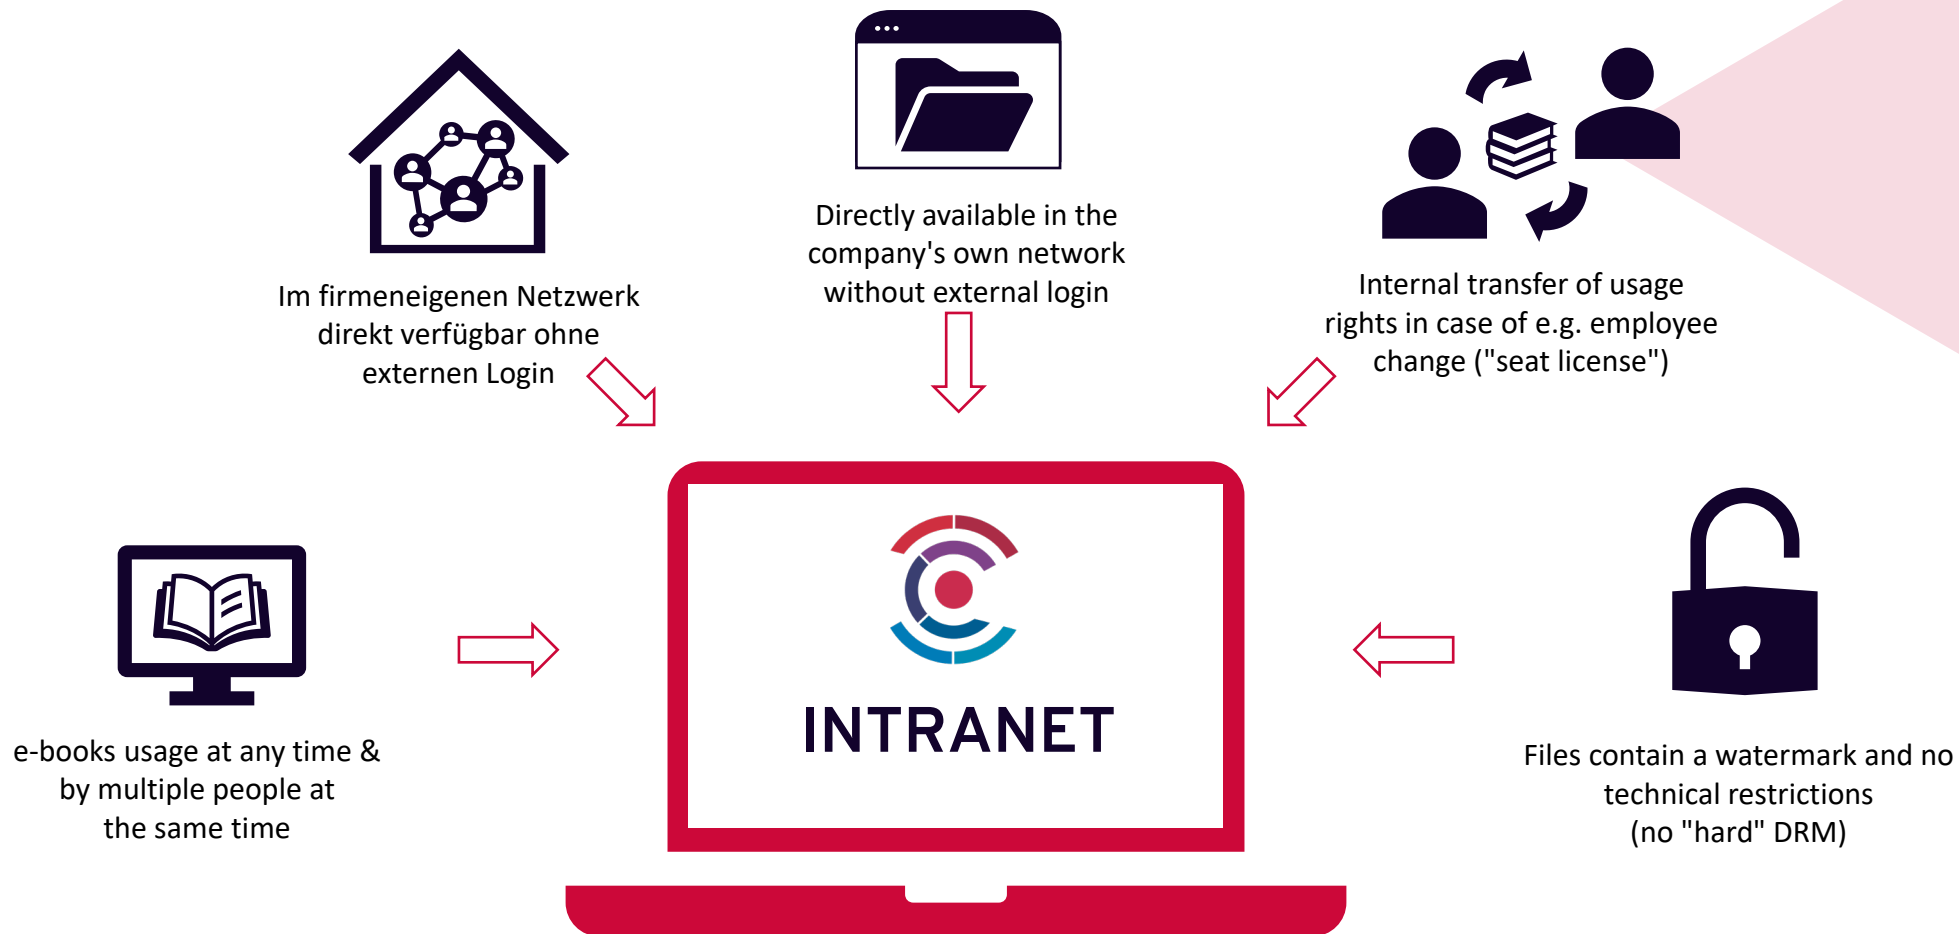 Im firmeneigenen Netzwerk
direkt verfügbar ohne
externen Login
Directly available in the
company's own network
without external login
Internal transfer of usage
rights in case of e.g. employee
change ("seat license")
e-books usage at any time &
by multiple people at
the same time
INTRANET
Files contain a watermark and no
technical restrictions
(no "hard" DRM)